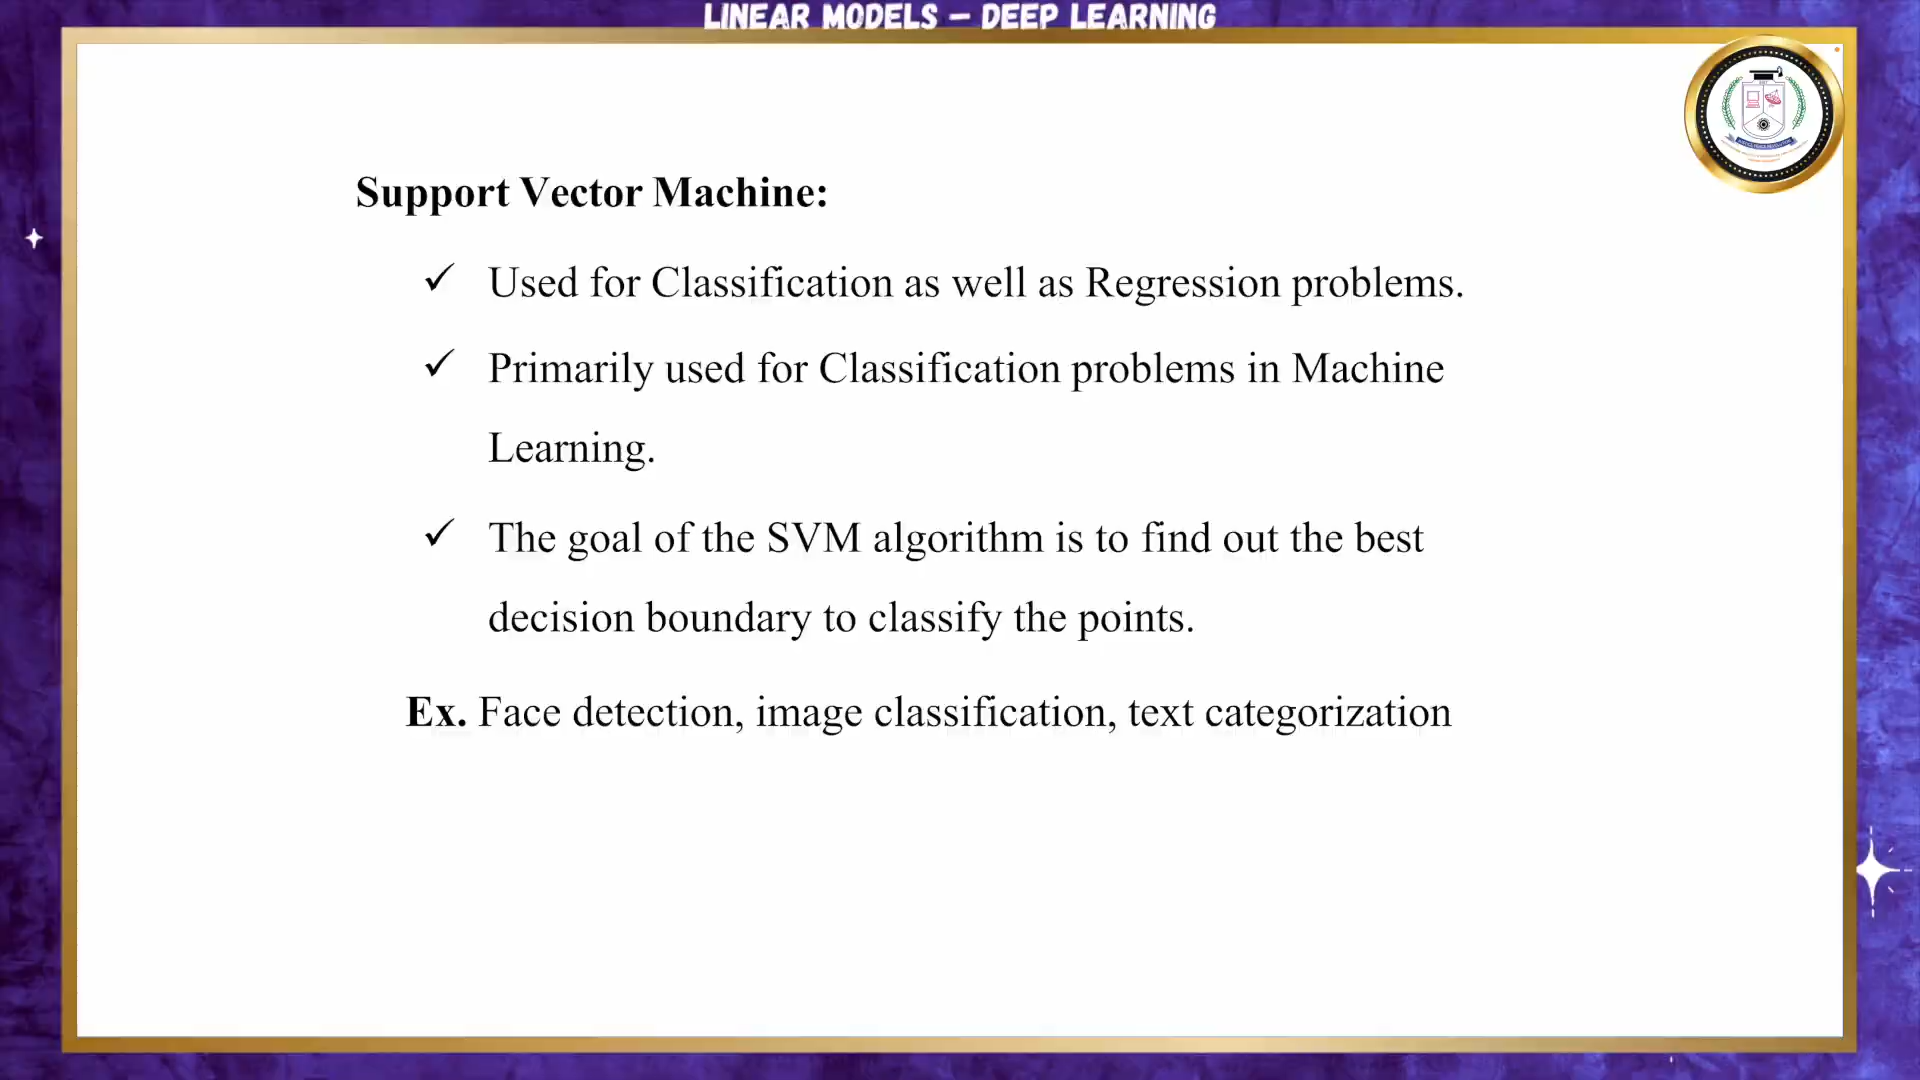 LINEAR MODELS – DEEP LEARNING
Support Vector Machine:
✓ Used for Classification as well as Regression problems.
✓ Primarily used for Classification problems in Machine
Learning.
✓ The goal of the SVM algorithm is to find out the best
decision boundary to classify the points.
Ex. Face detection, image classification, text categorization